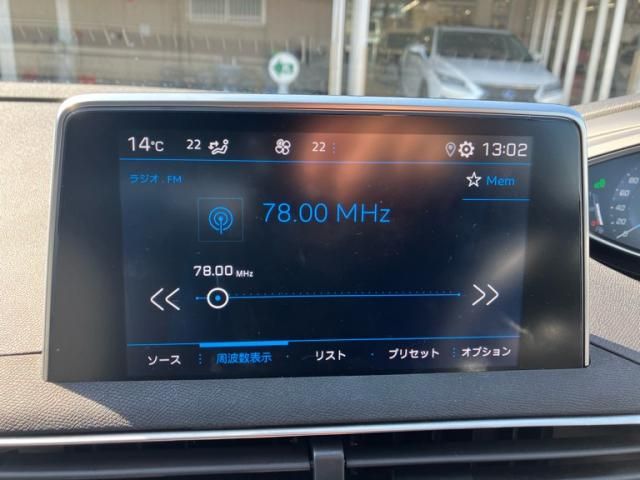 14°C 22 22 13:02
ラジオ . FM Mem
78.00 MHz
78.00 MHz
ソース 周波数表示 リスト プリセット オプション